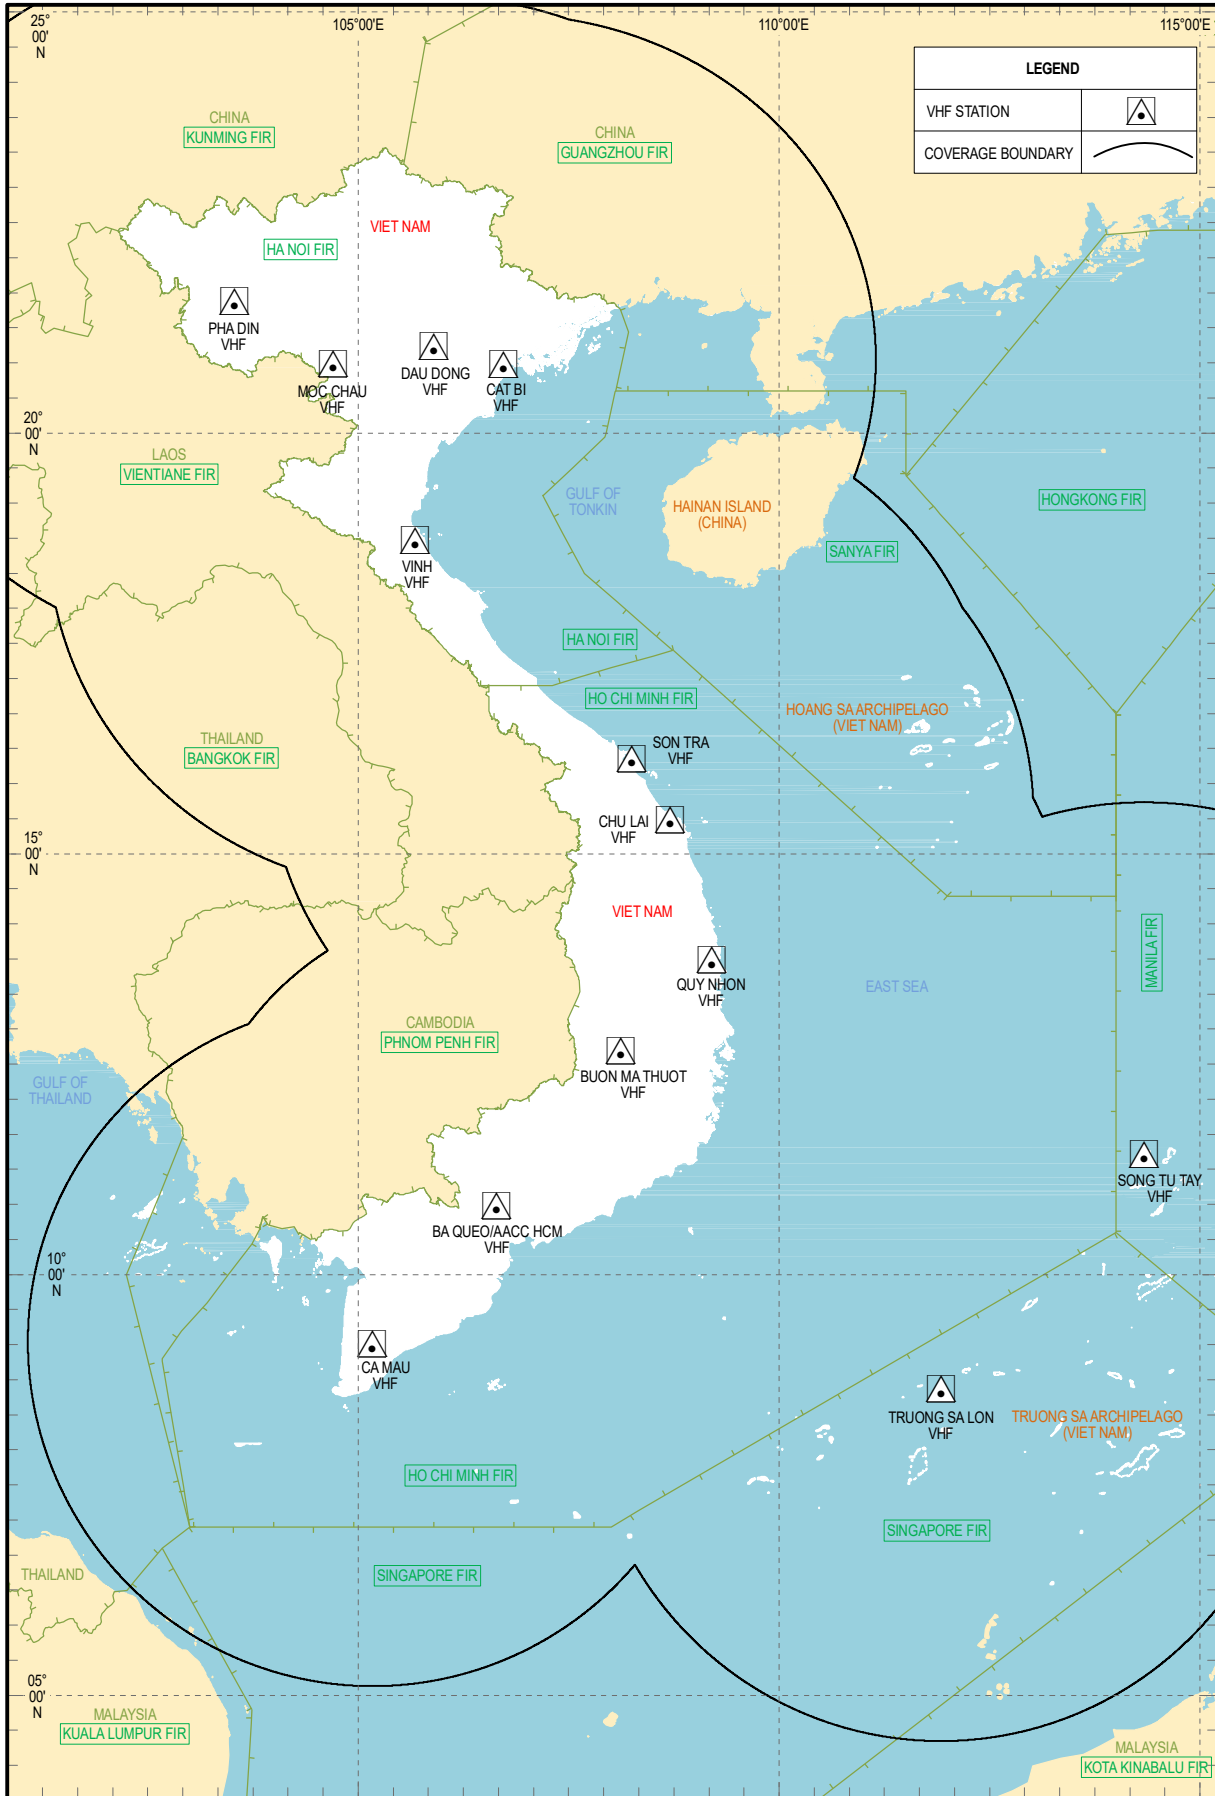 25°
00'
N
105°00'E
110°00'E
115°00'E
LEGEND
VHF STATION
COVERAGE BOUNDARY
CHINA
KUNMING FIR
CHINA
GUANGZHOU FIR
VIET NAM
HA NOI FIR
PHA DIN
VHF
MOC CHAU
VHF
DAU DONG
VHF
CAT BI
VHF
20°
00'
N
LAOS
VIENTIANE FIR
GULF OF
TONKIN
HAINAN ISLAND
(CHINA)
HONGKONG FIR
SANYA FIR
VINH
VHF
HA NOI FIR
HO CHI MINH FIR
HOANG SA ARCHIPELAGO
(VIET NAM)
THAILAND
BANGKOK FIR
SON TRA
VHF
CHU LAI
VHF
15°
00'
N
VIET NAM
MANILA FIR
QUY NHON
VHF
EAST SEA
CAMBODIA
PHNOM PENH FIR
GULF OF
THAILAND
BUON MA THUOT
VHF
SONG TU TAY
VHF
BA QUEO/AACC HCM
VHF
10°
00'
N
CA MAU
VHF
TRUONG SA LON
VHF
TRUONG SA ARCHIPELAGO
(VIET NAM)
HO CHI MINH FIR
SINGAPORE FIR
THAILAND
SINGAPORE FIR
05°
00'
N
MALAYSIA
KUALA LUMPUR FIR
MALAYSIA
KOTA KINABALU FIR